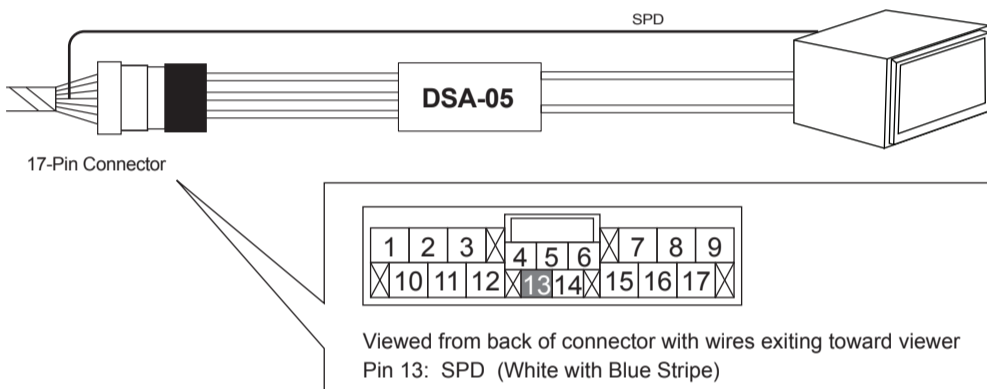 SPD
DSA-05
17-Pin Connector
1 2 3 4 5 6 7 8 9
10 11 12 13 14 15 16 17
Viewed from back of connector with wires exiting toward viewer
Pin 13: SPD (White with Blue Stripe)